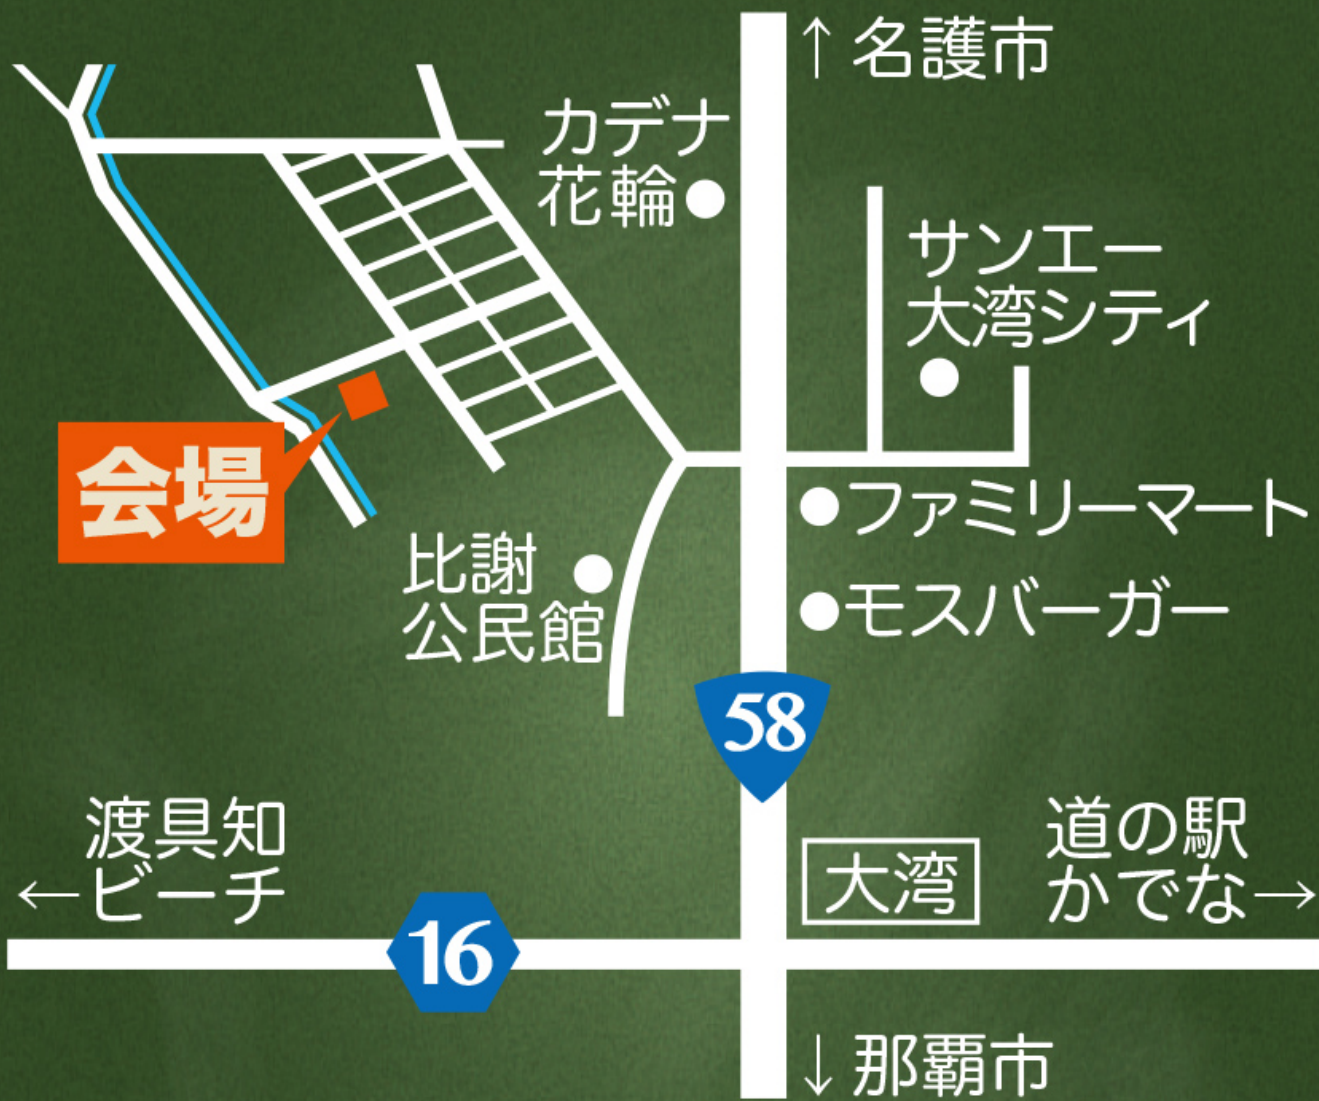 ↑名護市
カデナ
花輪
サンエー
大湾シティ
会場
ファミリーマート
比謝
公民館
モスバーガー
58
渡具知
←ビーチ
大湾
道の駅
かでな→
16
↓那覇市